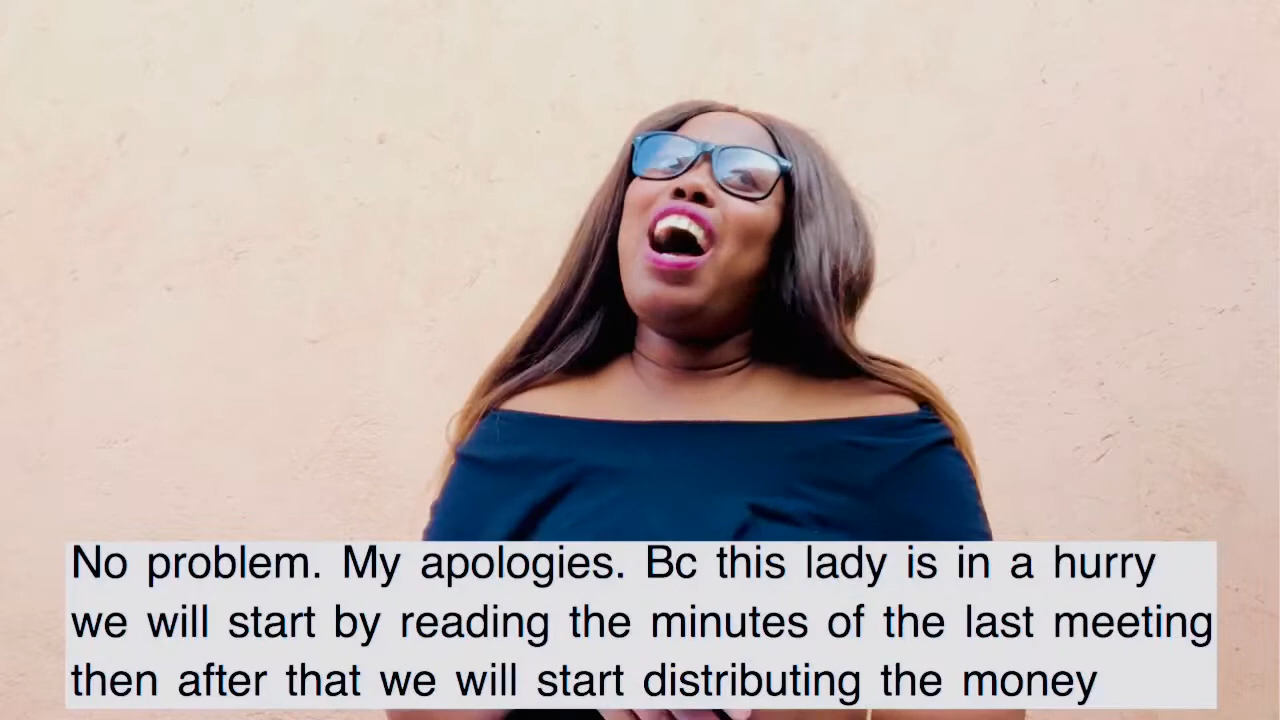 No problem. My apologies. Bc this lady is in a hurry
we will start by reading the minutes of the last meeting
then after that we will start distributing the money